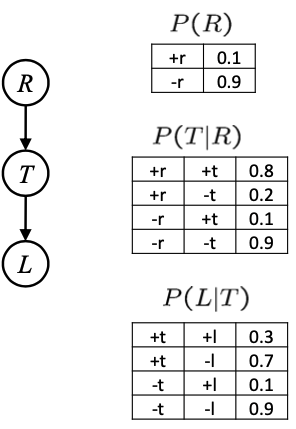 P(R)
+r 0.1
-r 0.9
R
P(T|R)
+r +t 0.8
+r -t 0.2
-r +t 0.1
-r -t 0.9
T
L
P(L|T)
+t +l 0.3
+t -l 0.7
-t +l 0.1
-t -l 0.9